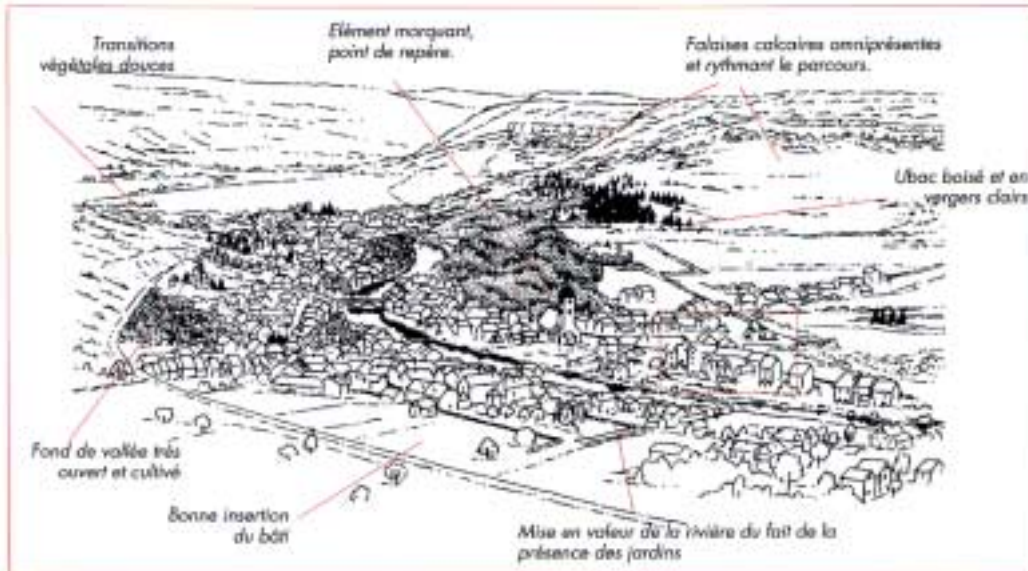 Transitions
végétales douces
Elément marquant,
point de repère.
Falaises calcaires omniprésentes
et rythmant le parcours.
Ubac boisé et en
vergers clairs
Fond de vallée très
ouvert et cultivé
Bonne insertion
du bâti
Mise en valeur de la rivière du fait de la
présence des jardins